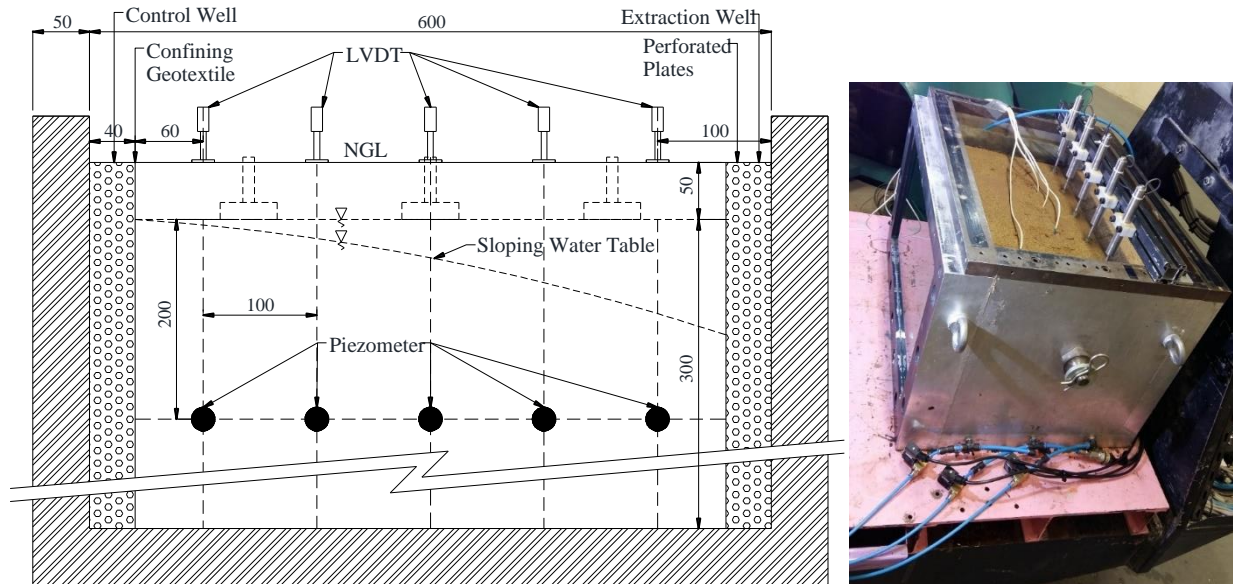 50
Control Well
600
Extraction Well
Confining
Geotextile
LVDT
Perforated
Plates
40
60
100
NGL
50
Sloping Water Table
200
100
Piezometer
300